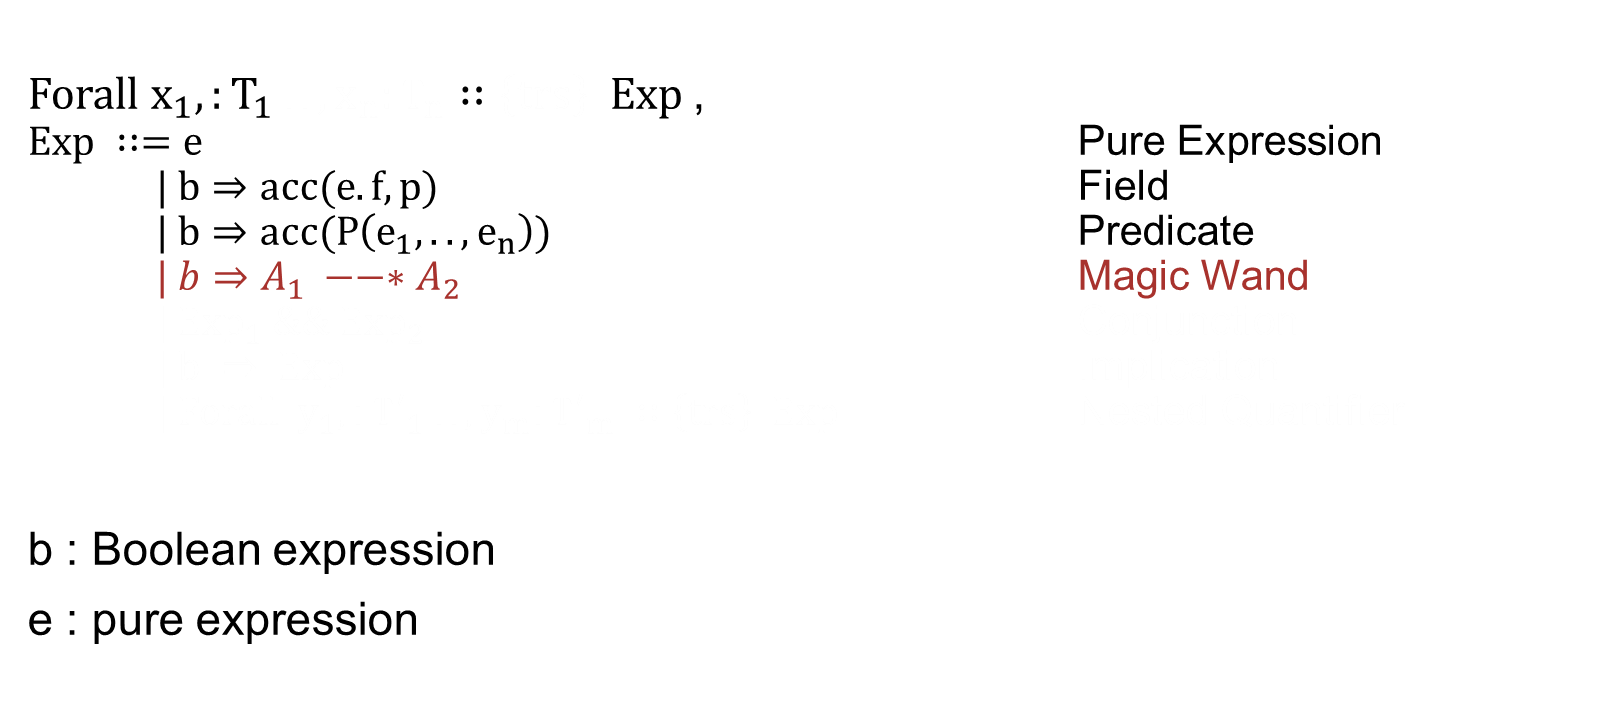 Forall x₁,: T₁ :: Exp ,
Exp ::= e Pure Expression
| b ⇒ acc(e.f,p) Field
| b ⇒ acc(P(e₁,..,eₙ)) Predicate
| b ⇒ A₁ −−∗ A₂ Magic Wand
b : Boolean expression
e : pure expression